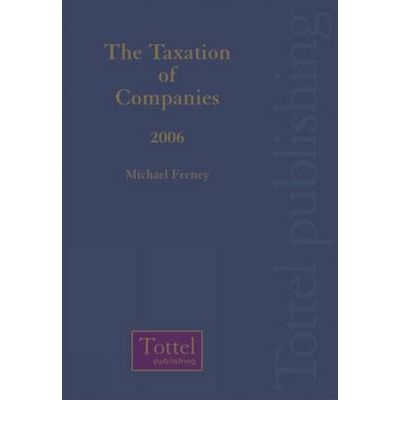 The Taxation
of
Companies
2006
Michael Feeney
Tottel publishing
Tottel
publishing